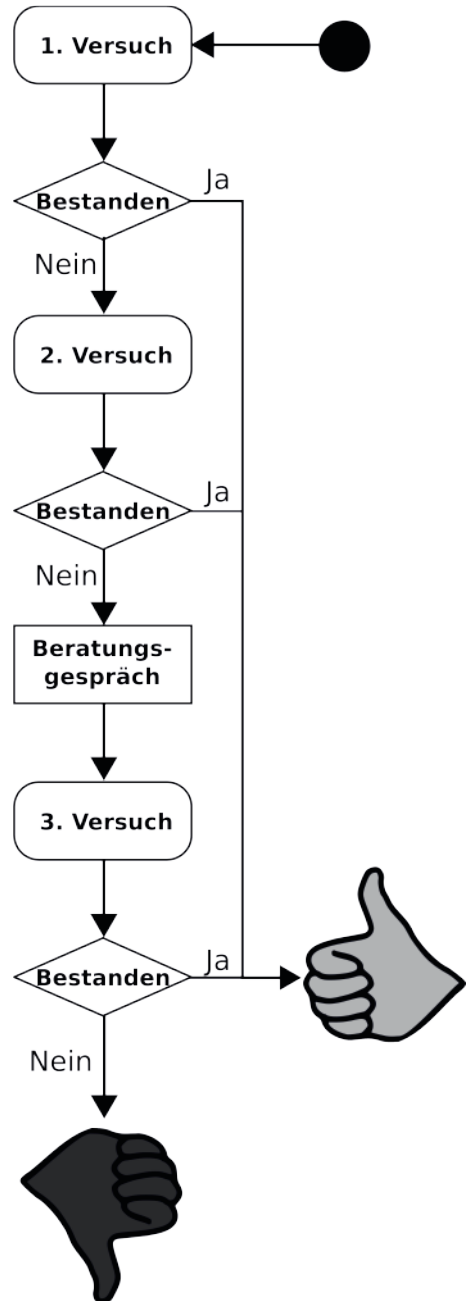 1. Versuch
Bestanden
Ja
Nein
2. Versuch
Bestanden
Ja
Nein
Beratungs-
gespräch
3. Versuch
Bestanden
Ja
Nein